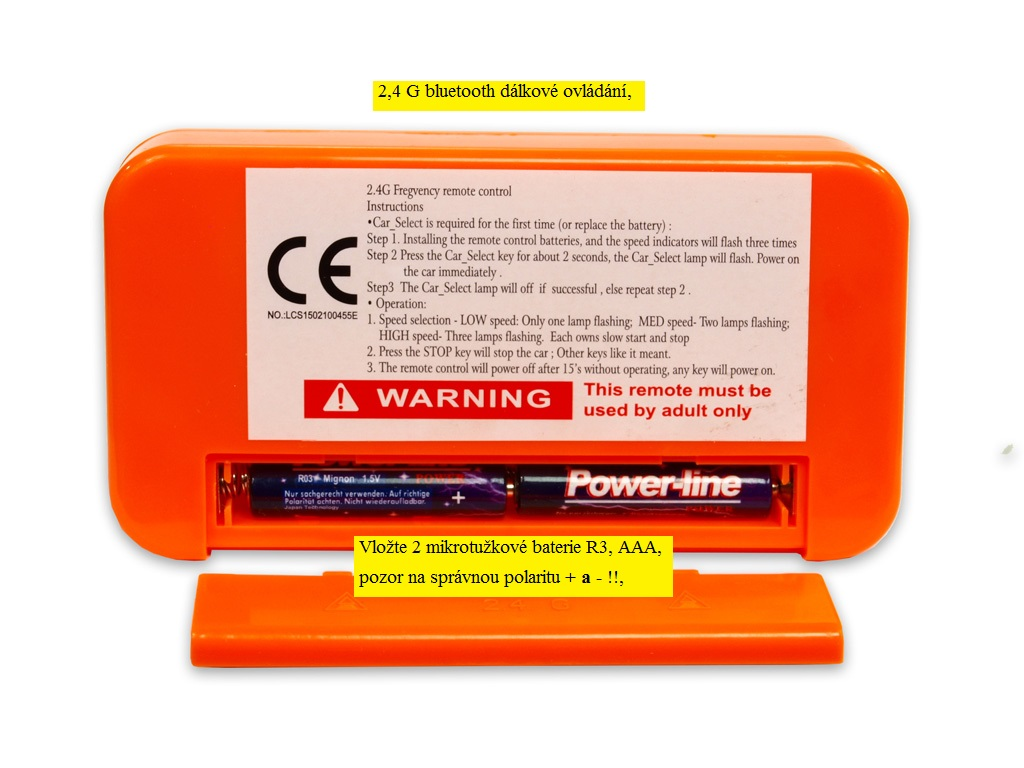 2,4 G bluetooth dálkové ovládání,
2.4G Fregvency remote control
Instructions
•Car_Select is required for the first time (or replace the battery) :
Step 1. Installing the remote control batteries, and the speed indicators will flash three times
Step 2 Press the Car_Select key for about 2 seconds, the Car_Select lamp will flash. Power on
the car immediately .
Step3 The Car_Select lamp will off if successful , else repeat step 2 .
• Operation:
1. Speed selection - LOW speed: Only one lamp flashing; MED speed- Two lamps flashing;
HIGH speed- Three lamps flashing. Each owns slow start and stop
2. Press the STOP key will stop the car ; Other keys like it meant.
3. The remote control will power off after 15's without operating, any key will power on.
CE
NO.:LCS1502100455E
WARNING
This remote must be
used by adult only
R03 Mignon 1.5V
POWER
Nur sachgerecht verwenden. Auf richtige
Polarität achten. Nicht wiederaufladbar.
+
Power-line
POWER
Vložte 2 mikrotužkové baterie R3, AAA,
pozor na správnou polaritu + a - !!,
2.4 G